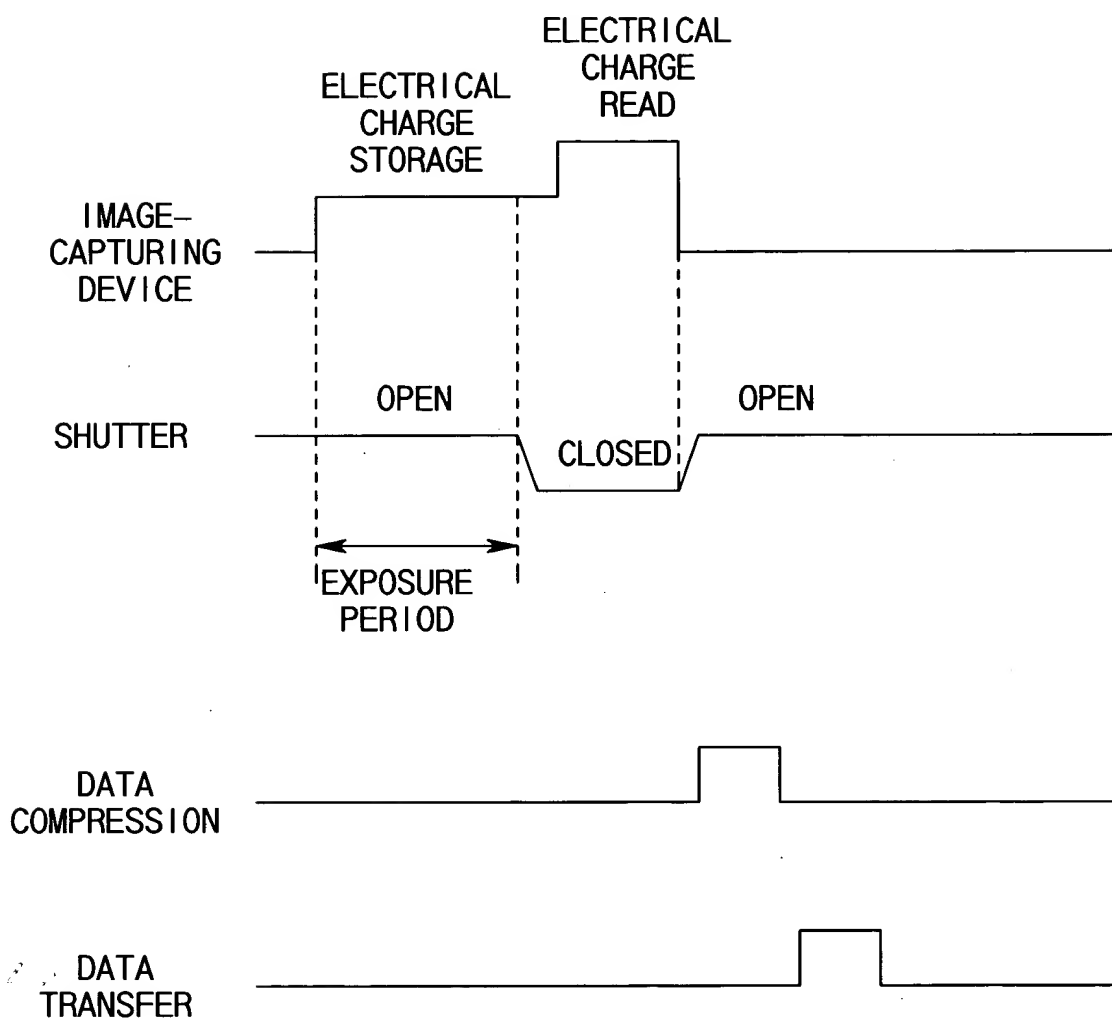 ELECTRICAL
CHARGE
READ
ELECTRICAL
CHARGE
STORAGE
IMAGE-
CAPTURING
DEVICE
OPEN
OPEN
SHUTTER
CLOSED
EXPOSURE
PERIOD
DATA
COMPRESSION
DATA
TRANSFER